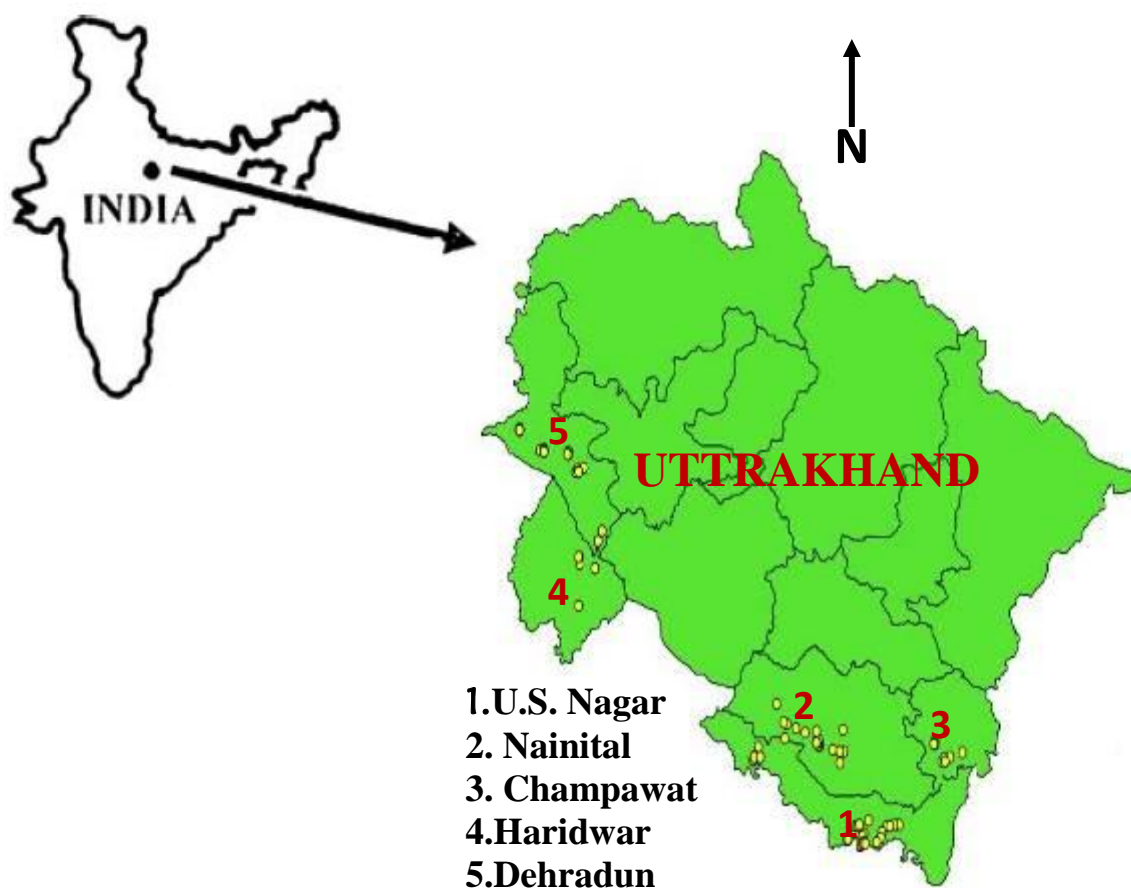 N
INDIA
5
UTTRAKHAND
4
2
3
1
1.U.S. Nagar
2. Nainital
3. Champawat
4.Haridwar
5.Dehradun